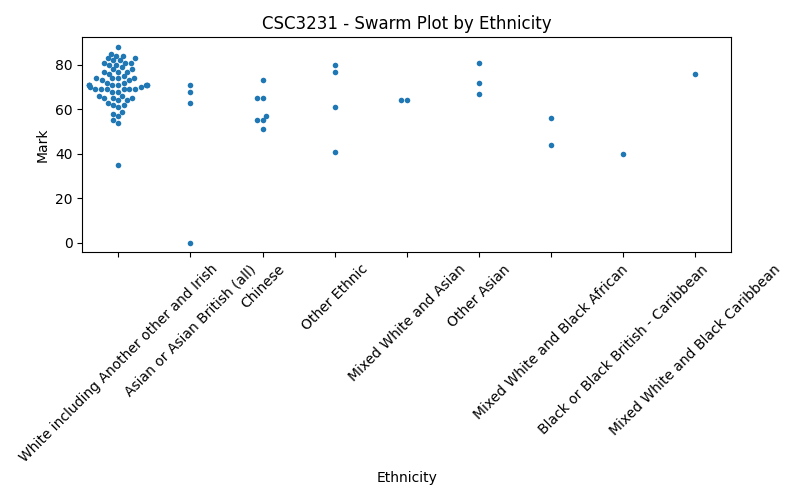 CSC3231 - Swarm Plot by Ethnicity
Mark
80
60
40
20
0
White including Another other and Irish
Asian or Asian British (all)
Chinese
Other Ethnic
Mixed White and Asian
Other Asian
Mixed White and Black African
Black or Black British - Caribbean
Mixed White and Black Caribbean
Ethnicity